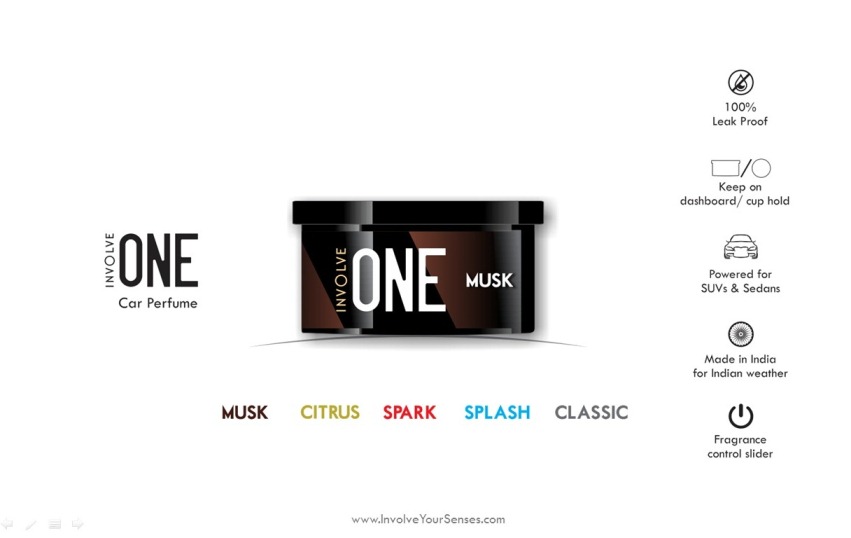 INVOLVE
ONE
Car Perfume
INVOLVE
ONE
MUSK
MUSK CITRUS SPARK SPLASH CLASSIC
100%
Leak Proof
Keep on
dashboard/ cup hold
Powered for
SUVs & Sedans
Made in India
for Indian weather
Fragrance
control slider
www.InvolveYourSenses.com